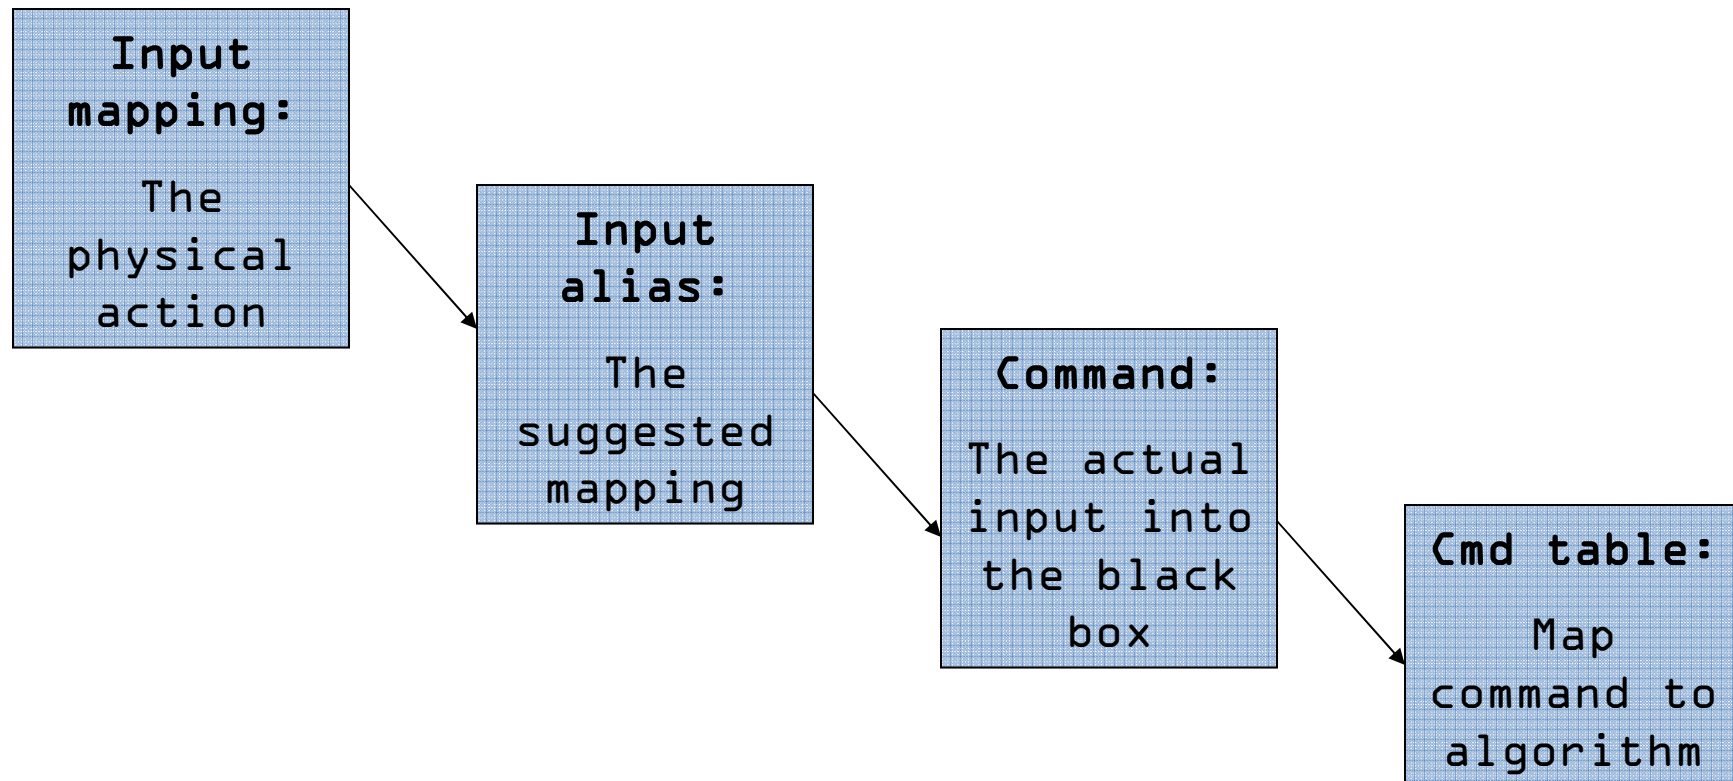 Input
mapping:
The
physical
action
Input
alias:
The
suggested
mapping
Command:
The actual
input into
the black
box
Cmd table:
Map
command to
algorithm